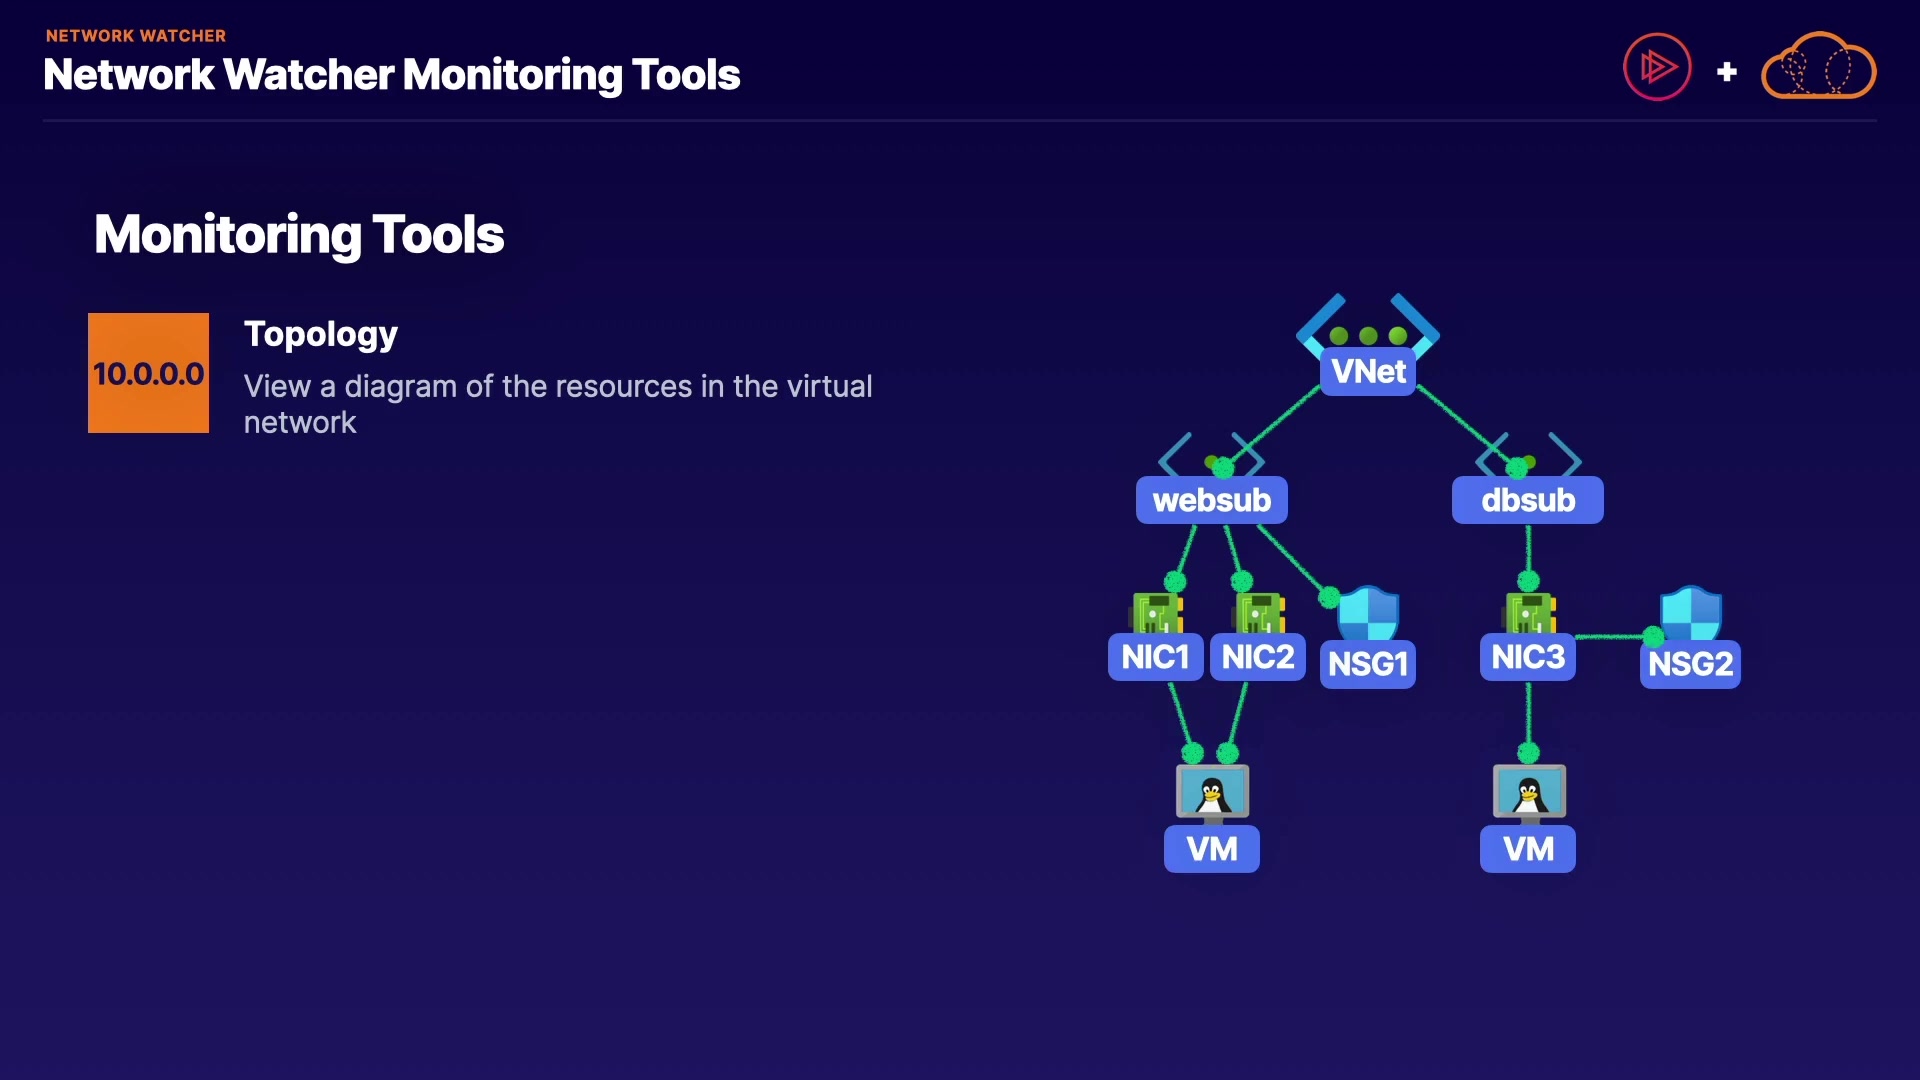 NETWORK WATCHER
Network Watcher Monitoring Tools
Monitoring Tools
10.0.0.0
Topology
View a diagram of the resources in the virtual
network
VNet
websub
dbsub
NIC1
NIC2
NSG1
NIC3
NSG2
VM
VM